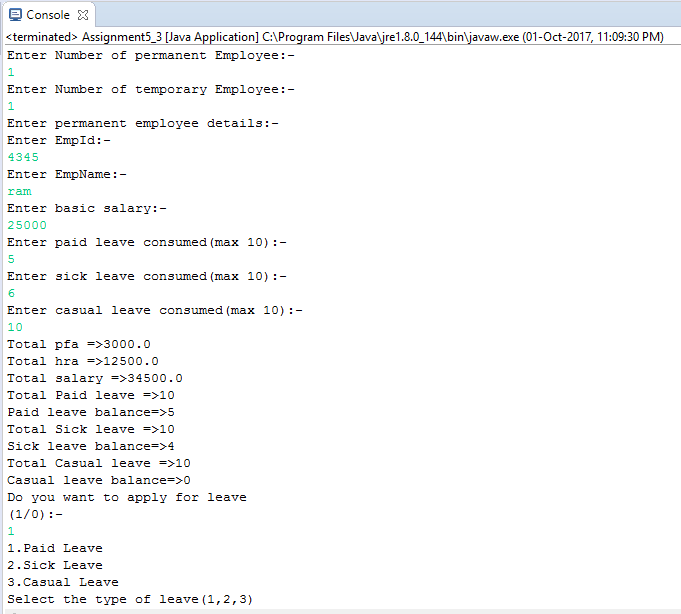 Console
<terminated> Assignment5_3 [Java Application] C:\Program Files\Java\jre1.8.0_144\bin\javaw.exe (01-Oct-2017, 11:09:30 PM)
Enter Number of permanent Employee:-
1
Enter Number of temporary Employee:-
1
Enter permanent employee details:-
Enter EmpId:-
4345
Enter EmpName:-
ram
Enter basic salary:-
25000
Enter paid leave consumed(max 10):-
5
Enter sick leave consumed(max 10):-
6
Enter casual leave consumed(max 10):-
10
Total pfa =>3000.0
Total hra =>12500.0
Total salary =>34500.0
Total Paid leave =>10
Paid leave balance=>5
Total Sick leave =>10
Sick leave balance=>4
Total Casual leave =>10
Casual leave balance=>0
Do you want to apply for leave
(1/0):-
1
1.Paid Leave
2.Sick Leave
3.Casual Leave
Select the type of leave(1,2,3)